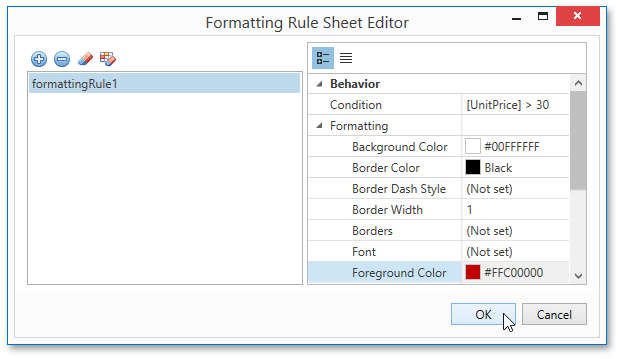 Formatting Rule Sheet Editor
formattingRule1
Behavior
Condition [UnitPrice] > 30
Formatting
Background Color #00FFFFFF
Border Color Black
Border Dash Style (Not set)
Border Width 1
Borders (Not set)
Font (Not set)
Foreground Color #FFC00000
OK Cancel